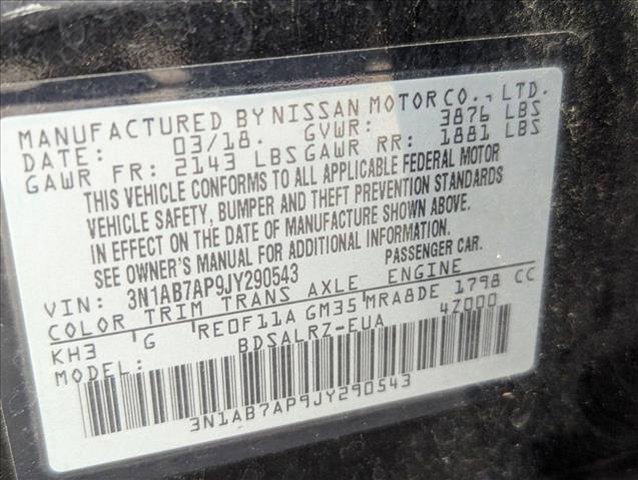 MANUFACTURED BY NISSAN MOTOR CO., LTD.
DATE: 03/18. GVWR: 3876 LBS
GAWR FR: 2143 LBS GAWR RR: 1881 LBS
THIS VEHICLE CONFORMS TO ALL APPLICABLE FEDERAL MOTOR
VEHICLE SAFETY, BUMPER AND THEFT PREVENTION STANDARDS
IN EFFECT ON THE DATE OF MANUFACTURE SHOWN ABOVE.
SEE OWNER'S MANUAL FOR ADDITIONAL INFORMATION.
VIN: 3N1AB7AP9JY290543 PASSENGER CAR.
COLOR TRIM TRANS AXLE ENGINE
KH3 G RE0F11A GM35 MRA8DE 1798 CC
MODEL: BDSALRZ-EUA 4Z000
3N1AB7AP9JY290543